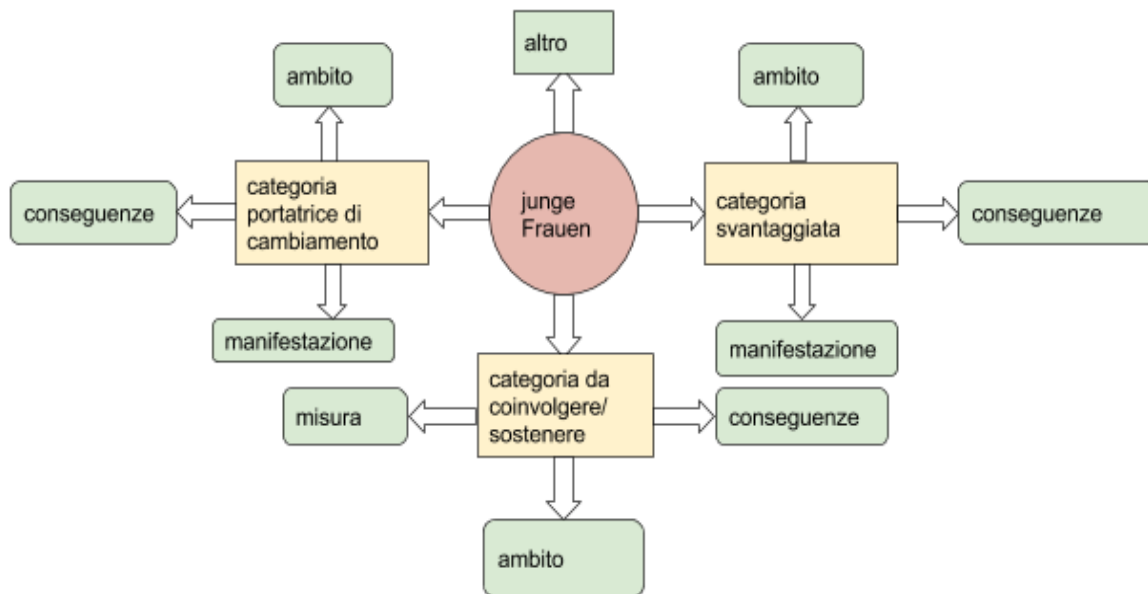 altro
ambito
ambito
categoria
portatrice di
cambiamento
conseguenze
junge
Frauen
categoria
svantaggiata
conseguenze
manifestazione
manifestazione
categoria da
coinvolgere/
sostenere
misura
conseguenze
ambito